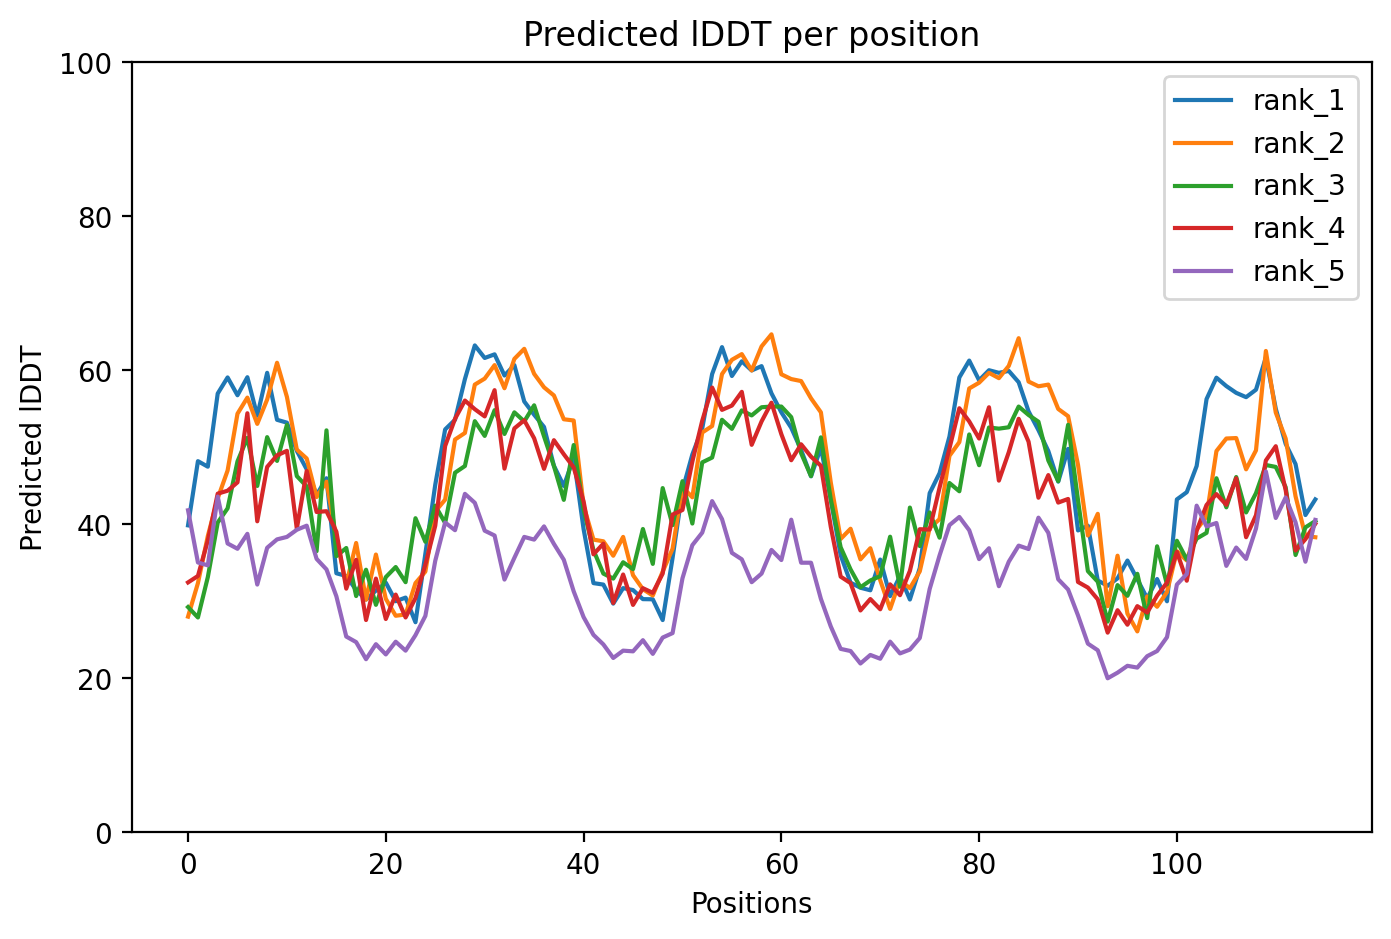 Predicted lDDT per position
Predicted lDDT
100
80
60
40
20
0
0 20 40 60 80 100
Positions
rank_1
rank_2
rank_3
rank_4
rank_5